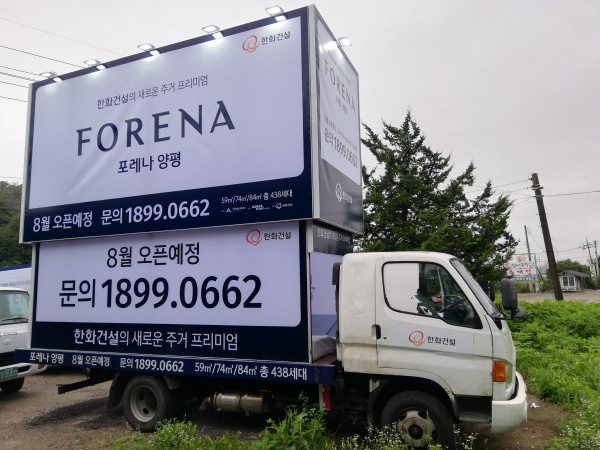 한화건설
한화건설의 새로운 주거 프리미엄
FORENA
포레나 양평
59㎡/74㎡/84㎡ 총 438세대
8월 오픈예정 문의 1899.0662
한화건설
8월 오픈예정
문의 1899.0662
한화건설의 새로운 주거 프리미엄
포레나 양평 8월 오픈예정 문의 1899.0662 59㎡/74㎡/84㎡ 총 438세대
FORENA
포레나 양평
문의 1899.0662
한화건설